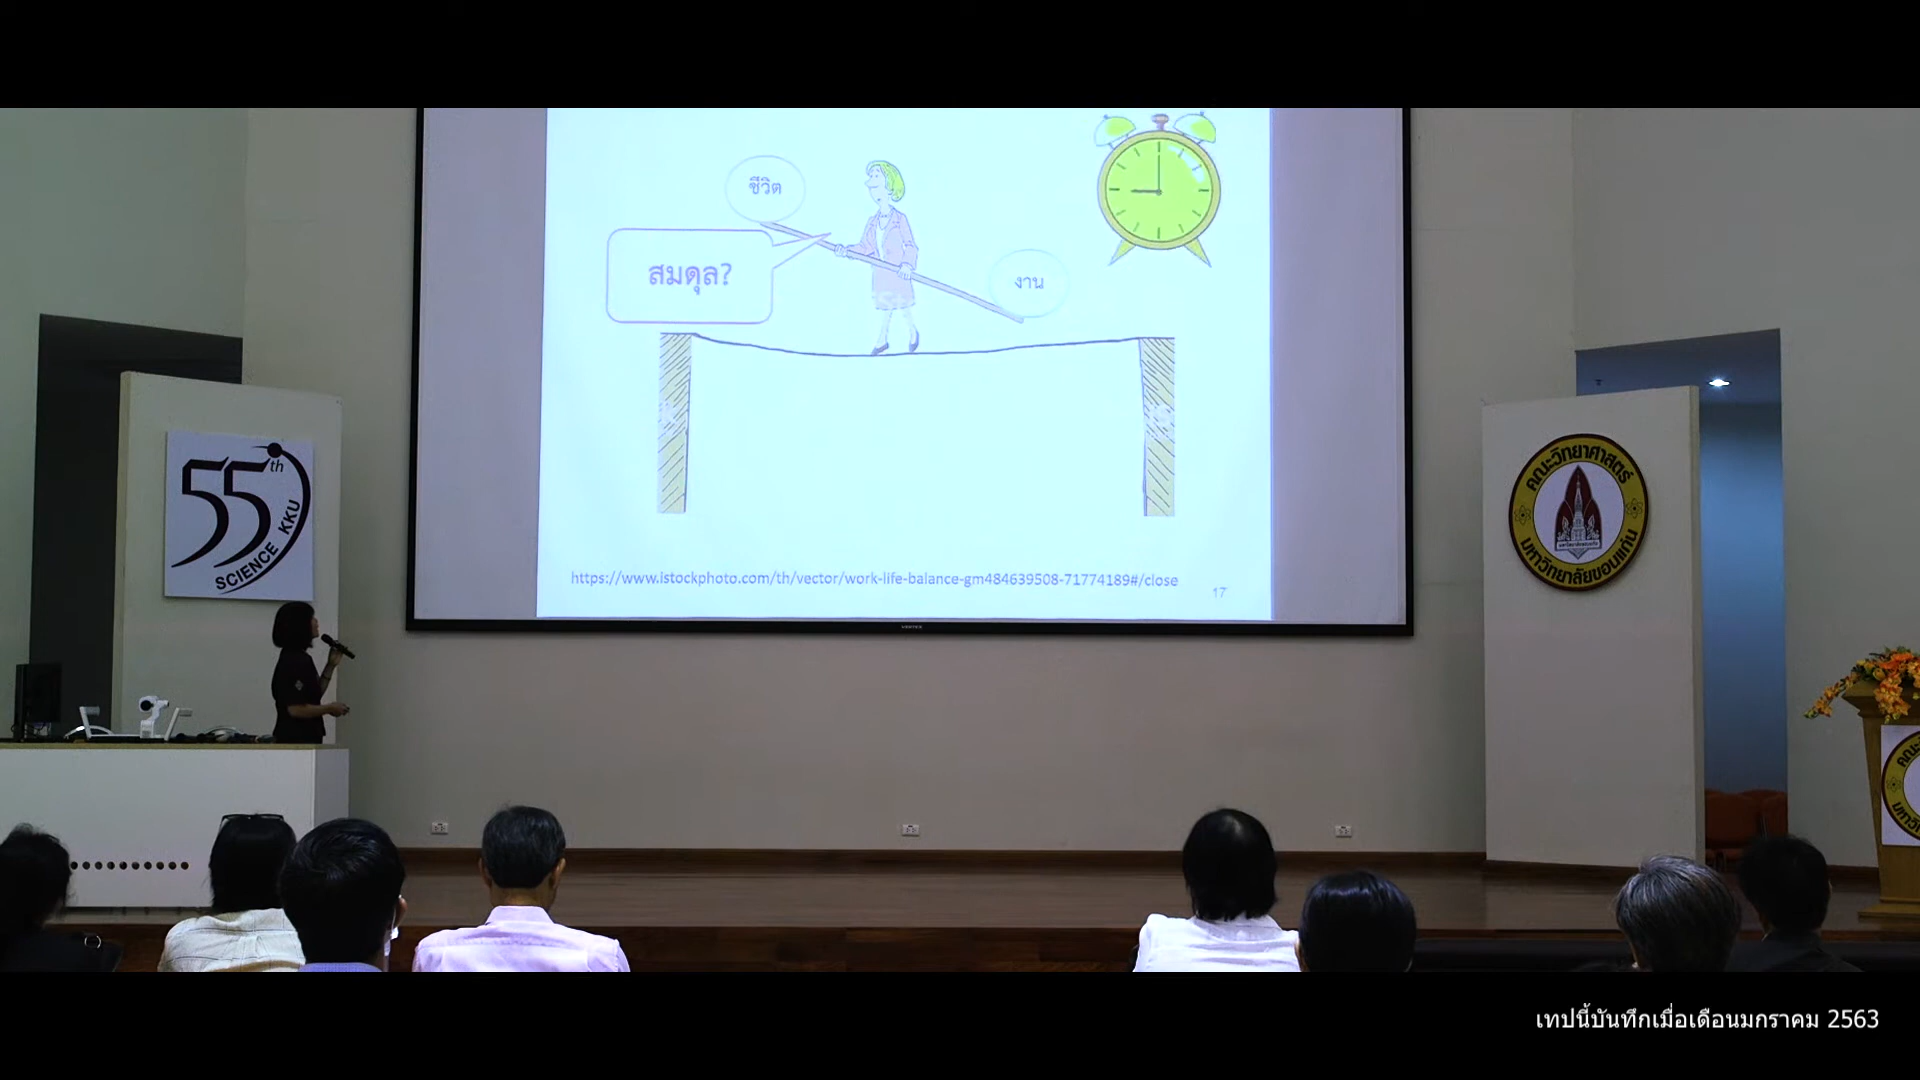 ชีวิต
สมดุล?
งาน
https://www.istockphoto.com/th/vector/work-life-balance-gm484639508-71774189#/close
17
55th
SCIENCE KKU
คณะวิทยาศาสตร์
มหาวิทยาลัยขอนแก่น
เทปนี้บันทึกเมื่อเดือนมกราคม 2563